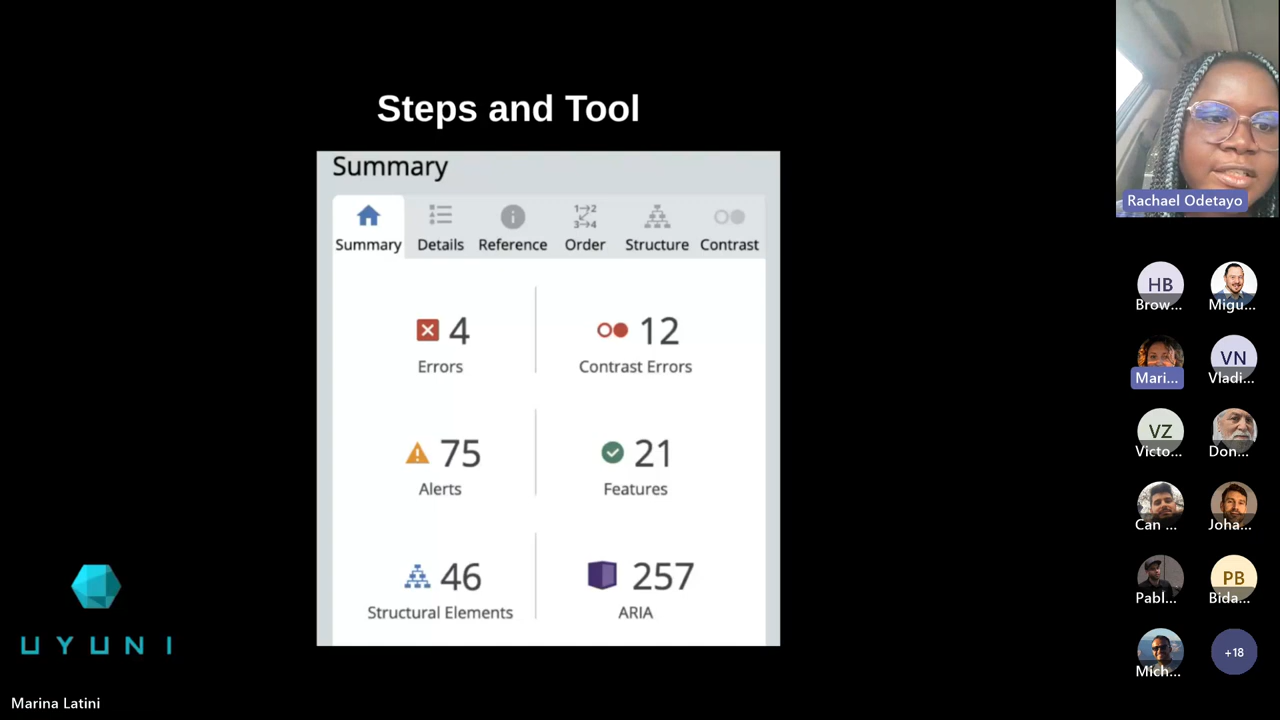 Steps and Tool
Summary
Summary Details Reference Order Structure Contrast
1 2
3 4
4 12
Errors Contrast Errors
75 21
Alerts Features
46 257
Structural Elements ARIA
UYUNI
Marina Latini
Rachael Odetayo
HB
Brow... Migu...
VN
Mari... Vladi...
VZ
Victo... Don...
Can ... Joha...
PB
Pabl... Bida...
+18
Mich...